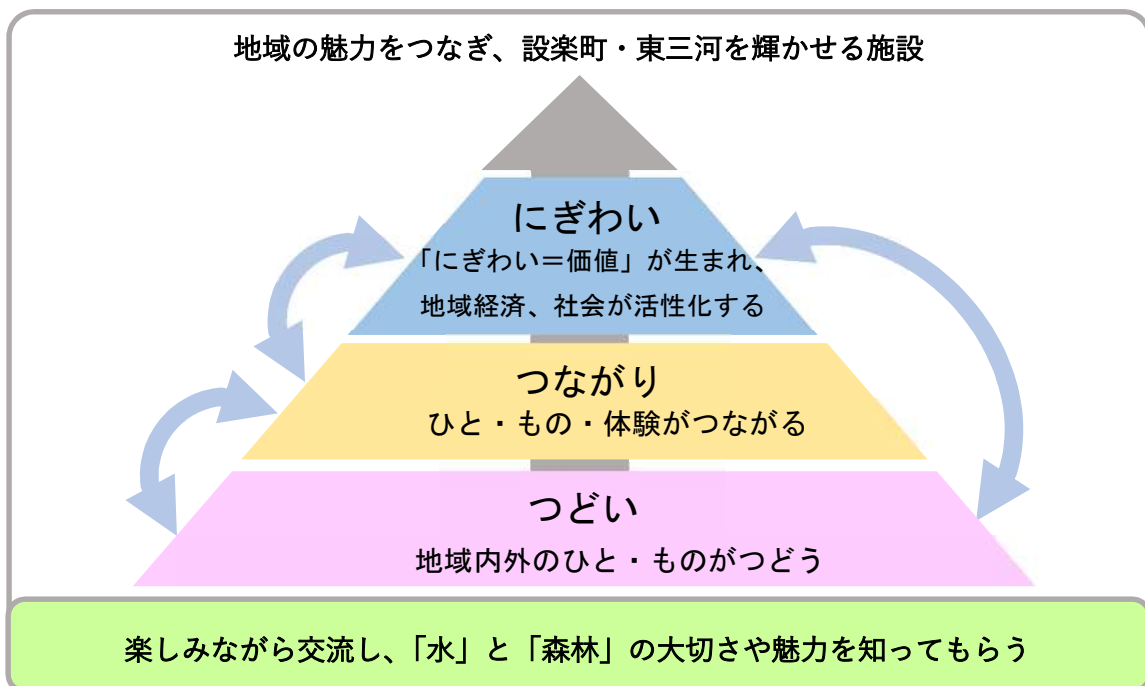 地域の魅力をつなぎ、設楽町・東三河を輝かせる施設
にぎわい
「にぎわい＝価値」が生まれ、
地域経済、社会が活性化する
つながり
ひと・もの・体験がつながる
つどい
地域内外のひと・ものがつどう
楽しみながら交流し、「水」と「森林」の大切さや魅力を知ってもらう